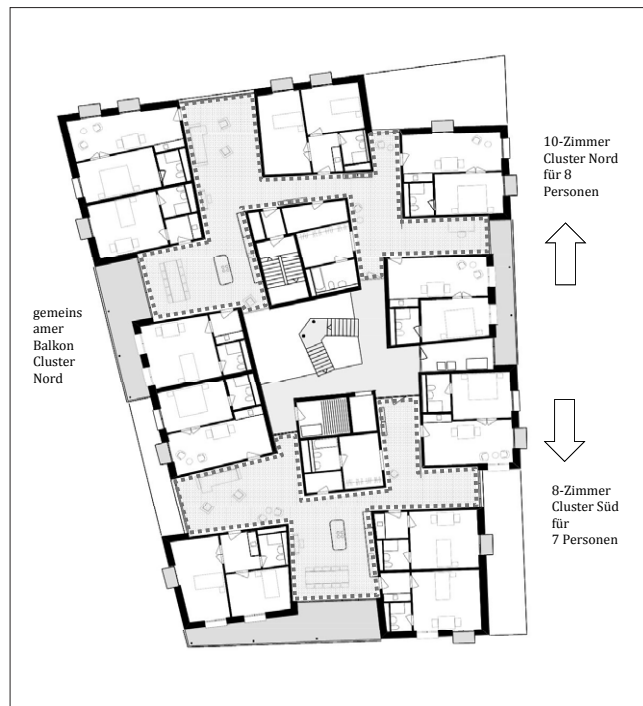 10-Zimmer
Cluster Nord
für 8
Personen
gemeins
amer
Balkon
Cluster
Nord
8-Zimmer
Cluster Süd
für
7 Personen